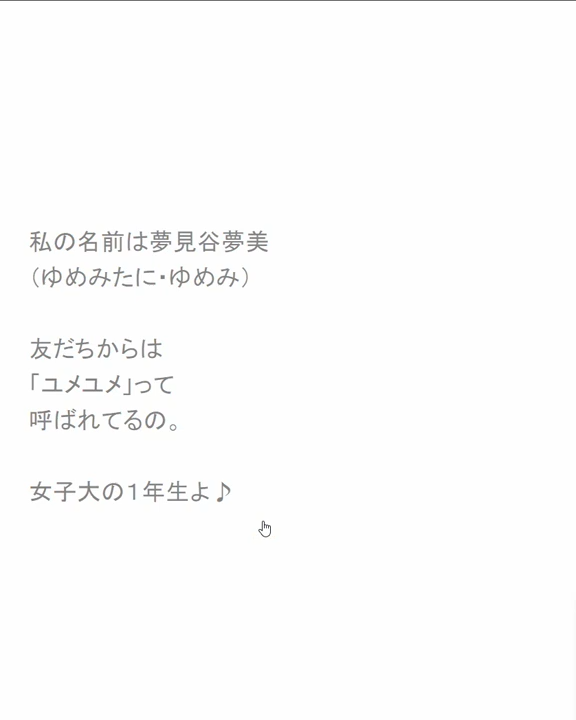 私の名前は夢見谷夢美
（ゆめみたに・ゆめみ）
友だちからは
「ユメユメ」って
呼ばれてるの。
女子大の１年生よ♪